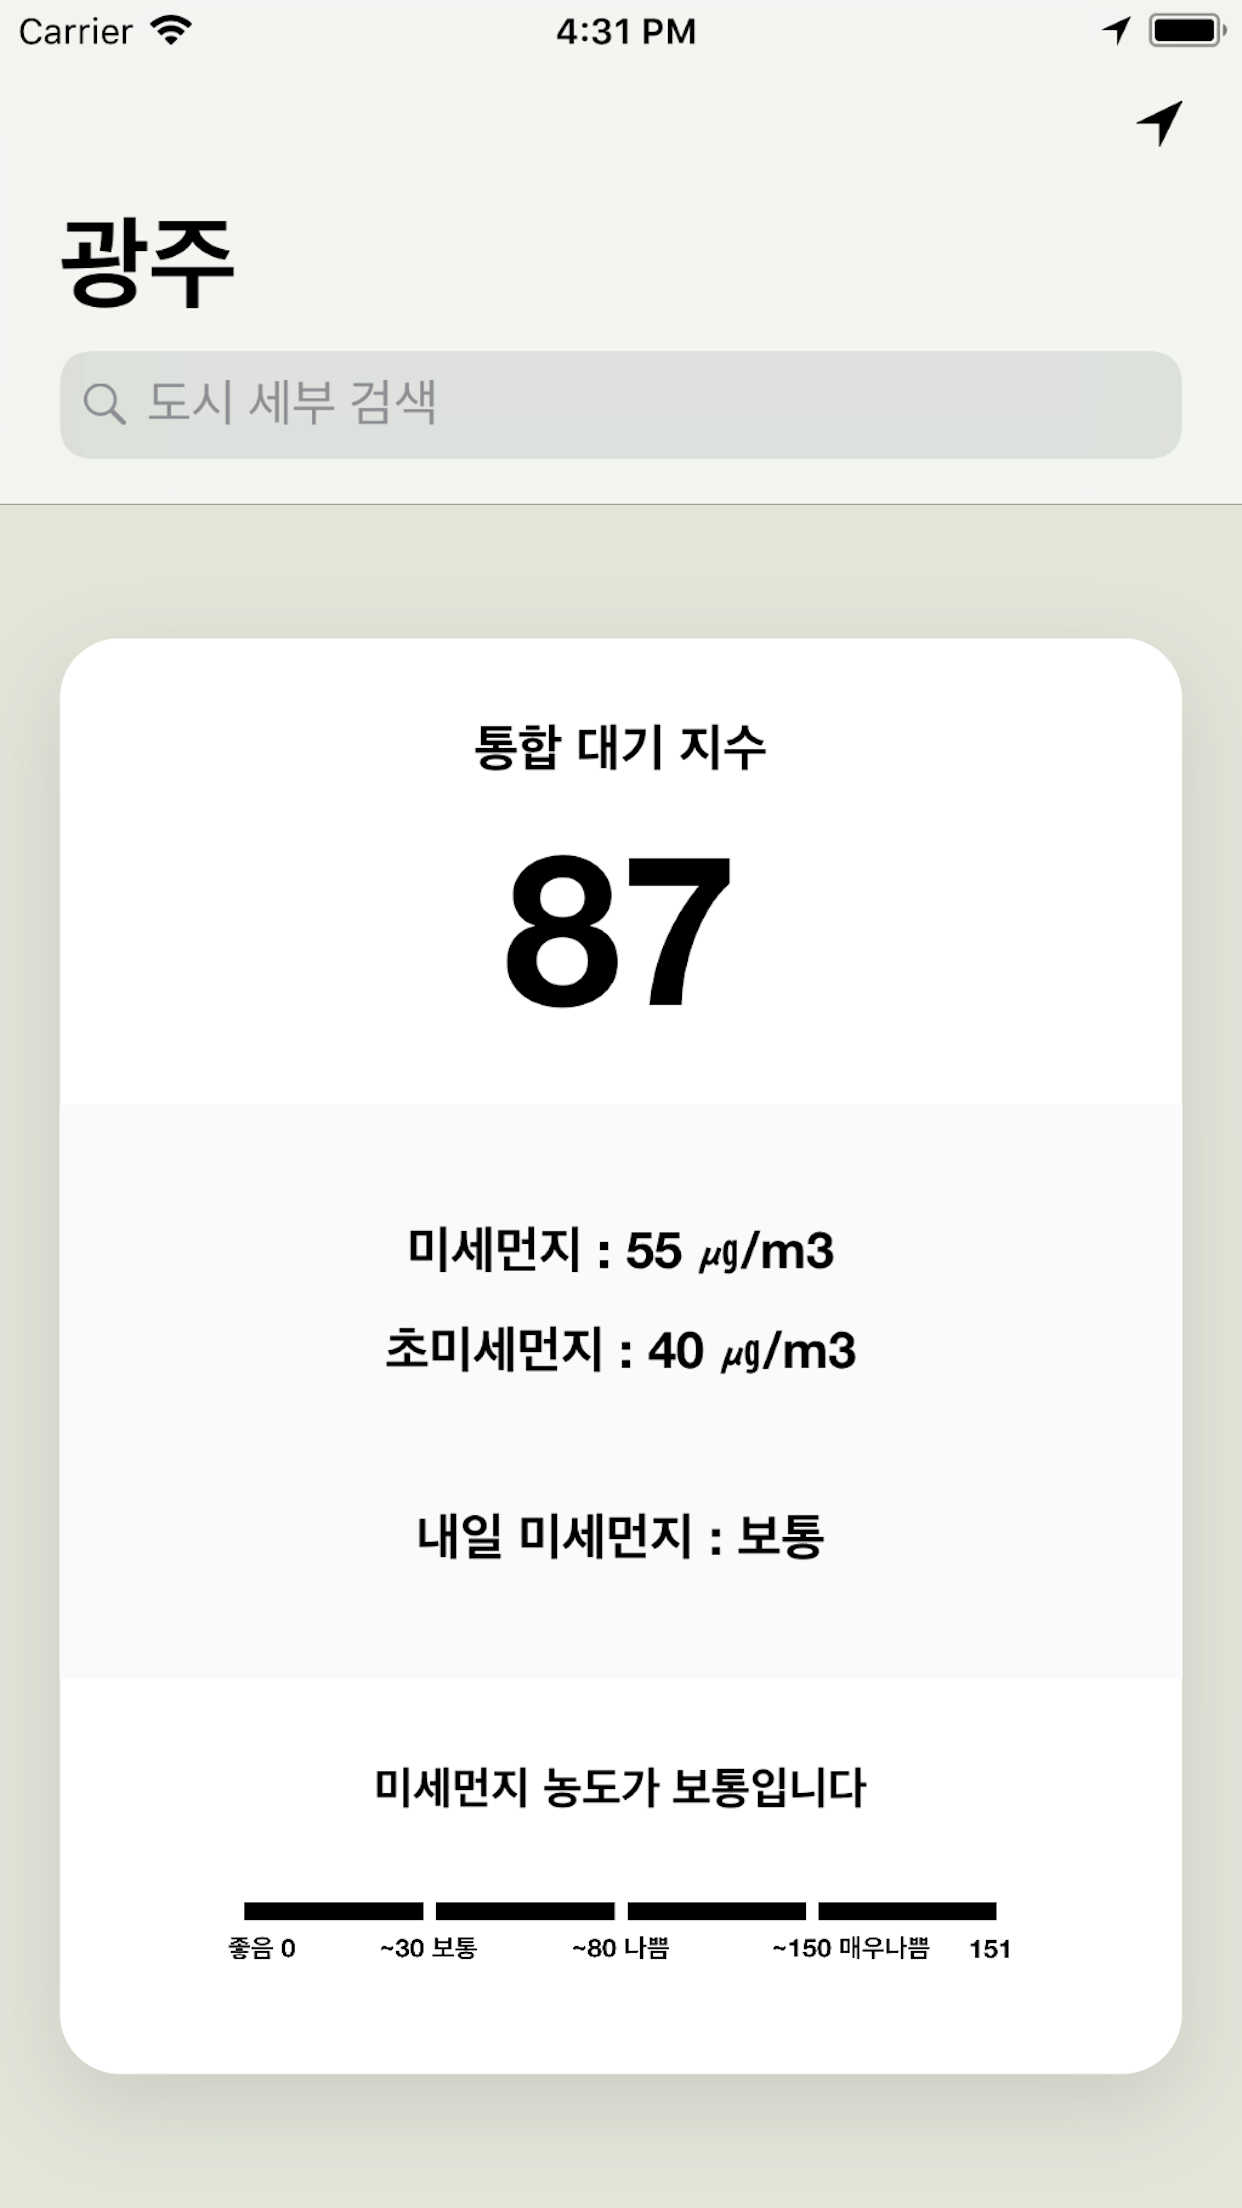 Carrier 4:31 PM
광주
도시 세부 검색
통합 대기 지수
87
미세먼지 : 55 ㎍/m3
초미세먼지 : 40 ㎍/m3
내일 미세먼지 : 보통
미세먼지 농도가 보통입니다
좋음 0 ~30 보통 ~80 나쁨 ~150 매우나쁨 151